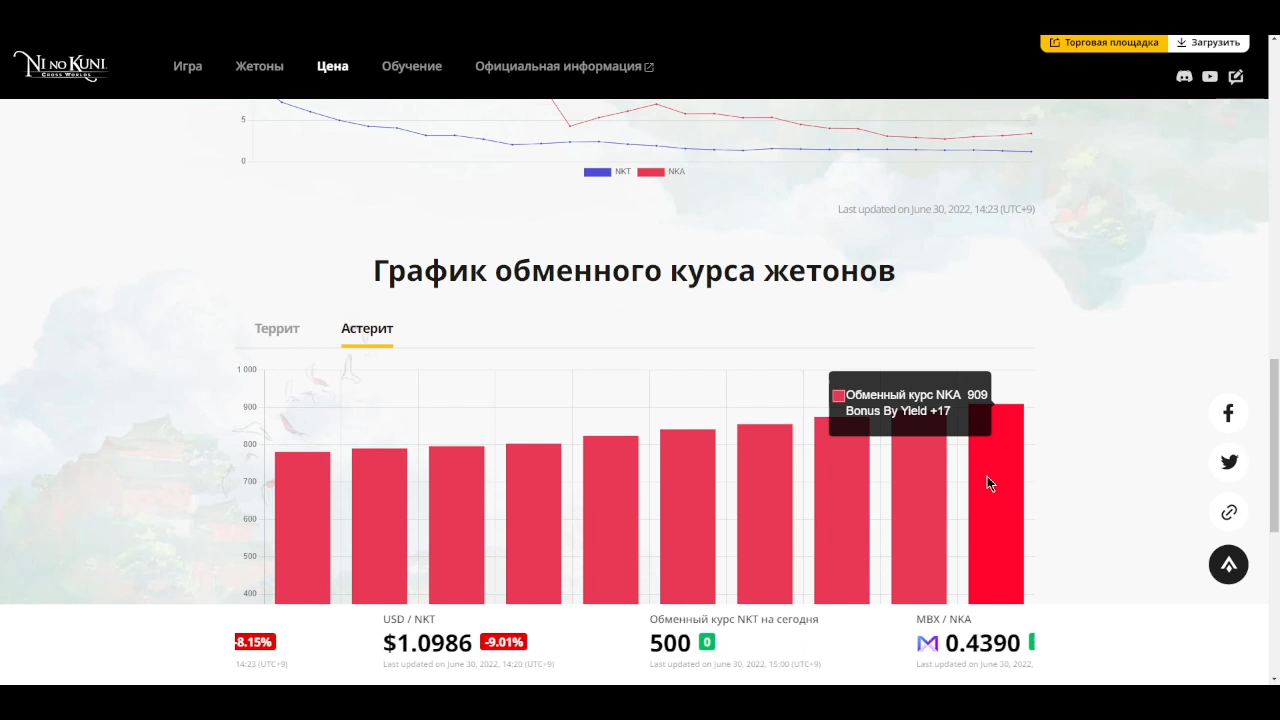 Торговая площадка
Загрузить
NI NO KUNI
CROSS WORLDS
Игра
Жетоны
Цена
Обучение
Официальная информация
5
0
NKT
NKA
Last updated on June 30, 2022, 14:23 (UTC+9)
График обменного курса жетонов
Террит
Астерит
1 000
900
800
700
600
500
400
Обменный курс NKA 909
Bonus By Yield +17
USD / NKT
Обменный курс NKT на сегодня
MBX / NKA
-8.15%
$1.0986
-9.01%
500
0
0.4390
14:23 (UTC+9)
Last updated on June 30, 2022, 14:20 (UTC+9)
Last updated on June 30, 2022, 15:00 (UTC+9)
Last updated on June 30, 2022,